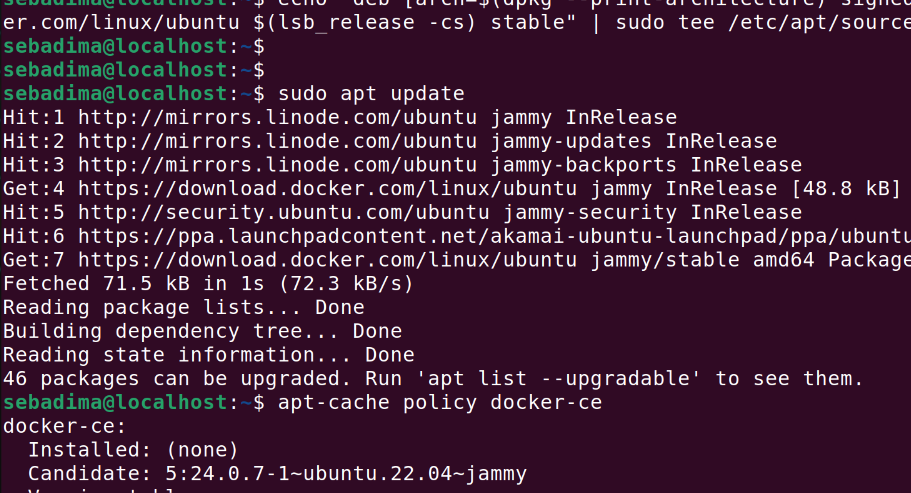 echo "deb [arch=$(dpkg --print-architecture) signed
er.com/linux/ubuntu $(lsb_release -cs) stable" | sudo tee /etc/apt/source
sebadima@localhost:~$
sebadima@localhost:~$
sebadima@localhost:~$ sudo apt update
Hit:1 http://mirrors.linode.com/ubuntu jammy InRelease
Hit:2 http://mirrors.linode.com/ubuntu jammy-updates InRelease
Hit:3 http://mirrors.linode.com/ubuntu jammy-backports InRelease
Get:4 https://download.docker.com/linux/ubuntu jammy InRelease [48.8 kB]
Hit:5 http://security.ubuntu.com/ubuntu jammy-security InRelease
Hit:6 https://ppa.launchpadcontent.net/akamai-ubuntu-launchpad/ppa/ubuntu
Get:7 https://download.docker.com/linux/ubuntu jammy/stable amd64 Package
Fetched 71.5 kB in 1s (72.3 kB/s)
Reading package lists... Done
Building dependency tree... Done
Reading state information... Done
46 packages can be upgraded. Run 'apt list --upgradable' to see them.
sebadima@localhost:~$ apt-cache policy docker-ce
docker-ce:
  Installed: (none)
  Candidate: 5:24.0.7-1~ubuntu.22.04~jammy